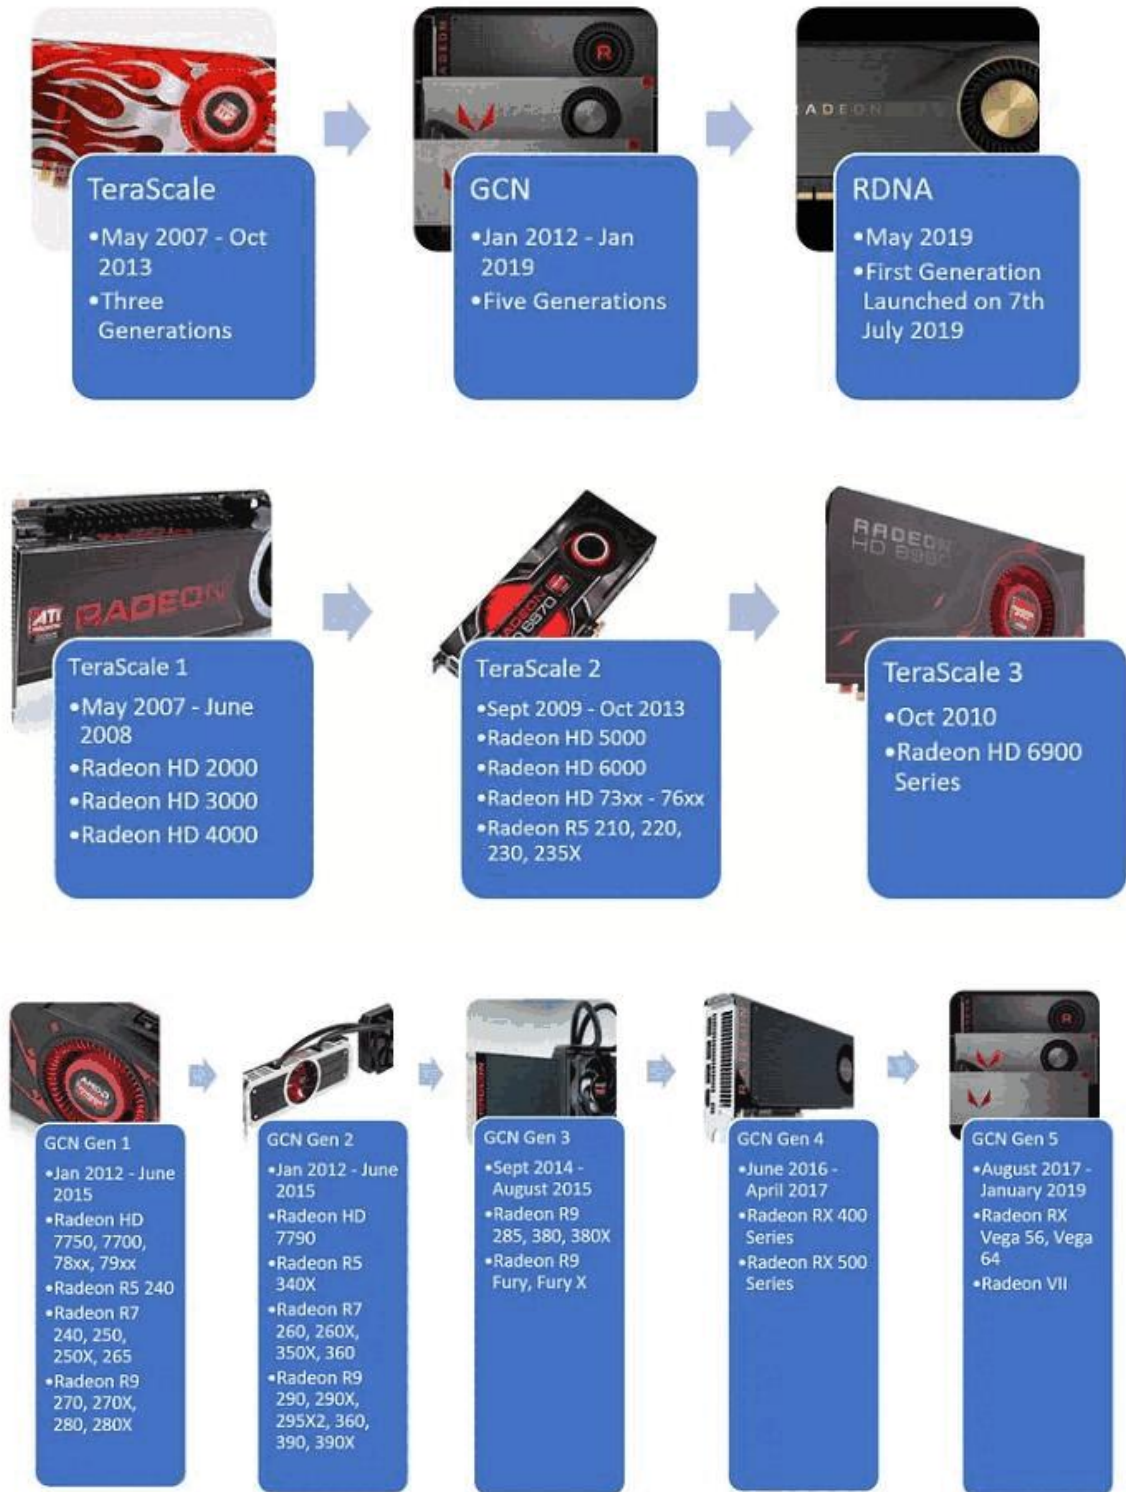 RADEON
TeraScale
•May 2007 - Oct
2013
•Three
Generations
RADEON
R
GCN
•Jan 2012 - Jan
2019
•Five Generations
RADEON
RDNA
•May 2019
•First Generation
Launched on 7th
July 2019
ATI
RADEON
TeraScale 1
•May 2007 - June
2008
•Radeon HD 2000
•Radeon HD 3000
•Radeon HD 4000
TeraScale 2
•Sept 2009 - Oct 2013
•Radeon HD 5000
•Radeon HD 6000
•Radeon HD 73xx - 76xx
•Radeon R5 210, 220,
230, 235X
RADEON
TeraScale 3
•Oct 2010
•Radeon HD 6900
Series
AMD
GCN Gen 1
•Jan 2012 - June
2015
•Radeon HD
7750, 7700,
78xx, 79xx
•Radeon R5 240
•Radeon R7
240, 250,
250X, 265
•Radeon R9
270, 270X,
280, 280X
GCN Gen 2
•Jan 2012 - June
2015
•Radeon HD
7790
•Radeon R5
340X
•Radeon R7
260, 260X,
350X, 360
•Radeon R9
290, 290X,
295X2, 360,
390, 390X
GCN Gen 3
•Sept 2014 -
August 2015
•Radeon R9
285, 380, 380X
•Radeon R9
Fury, Fury X
GCN Gen 4
•June 2016 -
April 2017
•Radeon RX 400
Series
•Radeon RX 500
Series
R
GCN Gen 5
•August 2017 -
January 2019
•Radeon RX
Vega 56, Vega
64
•Radeon VII